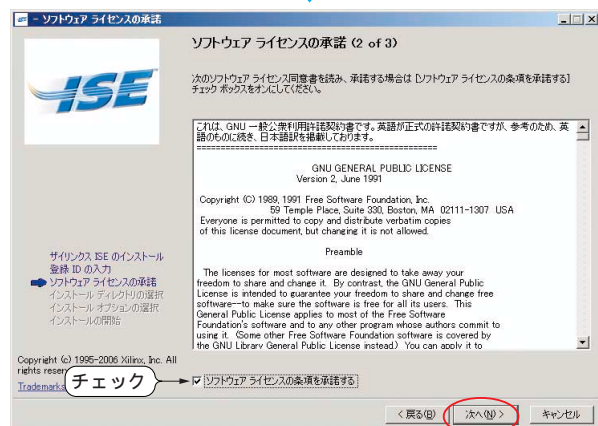 - ソフトウェア ライセンスの承諾
ISE
ソフトウェア ライセンスの承諾 (2 of 3)
次のソフトウェア ライセンス同意書を読み、承諾する場合は [ソフトウェア ライセンスの条項を承諾する]
チェック ボックスをオンにしてください。
これは、GNU 一般公衆利用許諾契約書です。英語が正式の許諾契約書ですが、参考のため、英
語のものに続き、日本語訳を掲載しております。
================================================
GNU GENERAL PUBLIC LICENSE
Version 2, June 1991
Copyright (C) 1989, 1991 Free Software Foundation, Inc.
59 Temple Place, Suite 330, Boston, MA 02111-1307 USA
Everyone is permitted to copy and distribute verbatim copies
of this license document, but changing it is not allowed.
Preamble
The licenses for most software are designed to take away your
freedom to share and change it. By contrast, the GNU General Public
License is intended to guarantee your freedom to share and change free
software--to make sure the software is free for all its users. This
General Public License applies to most of the Free Software
Foundation's software and to any other program whose authors commit to
using it. (Some other Free Software Foundation software is covered by
the GNU Library General Public License instead.) You can apply it to
サイリンクス ISE のインストール
登録 ID の入力
ソフトウェア ライセンスの承諾
インストール ディレクトリの選択
インストール オプションの選択
インストールの開始
Copyright (c) 1995-2006 Xilinx, Inc. All
rights reser
Trademarks
チェック
ソフトウェア ライセンスの条項を承諾する
< 戻る(B)
次へ(N) >
キャンセル